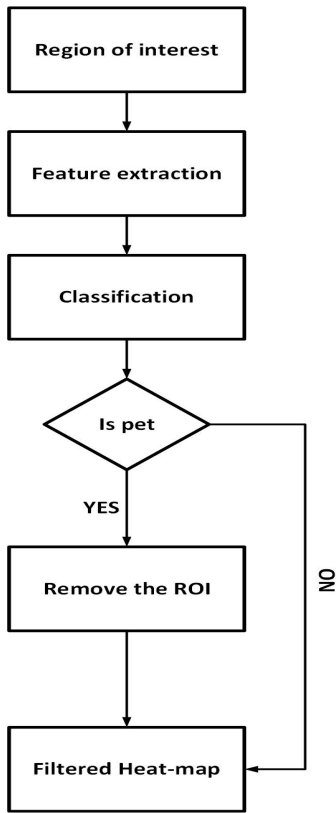 Region of interest
Feature extraction
Classification
Is pet
YES
Remove the ROI
NO
Filtered Heat-map